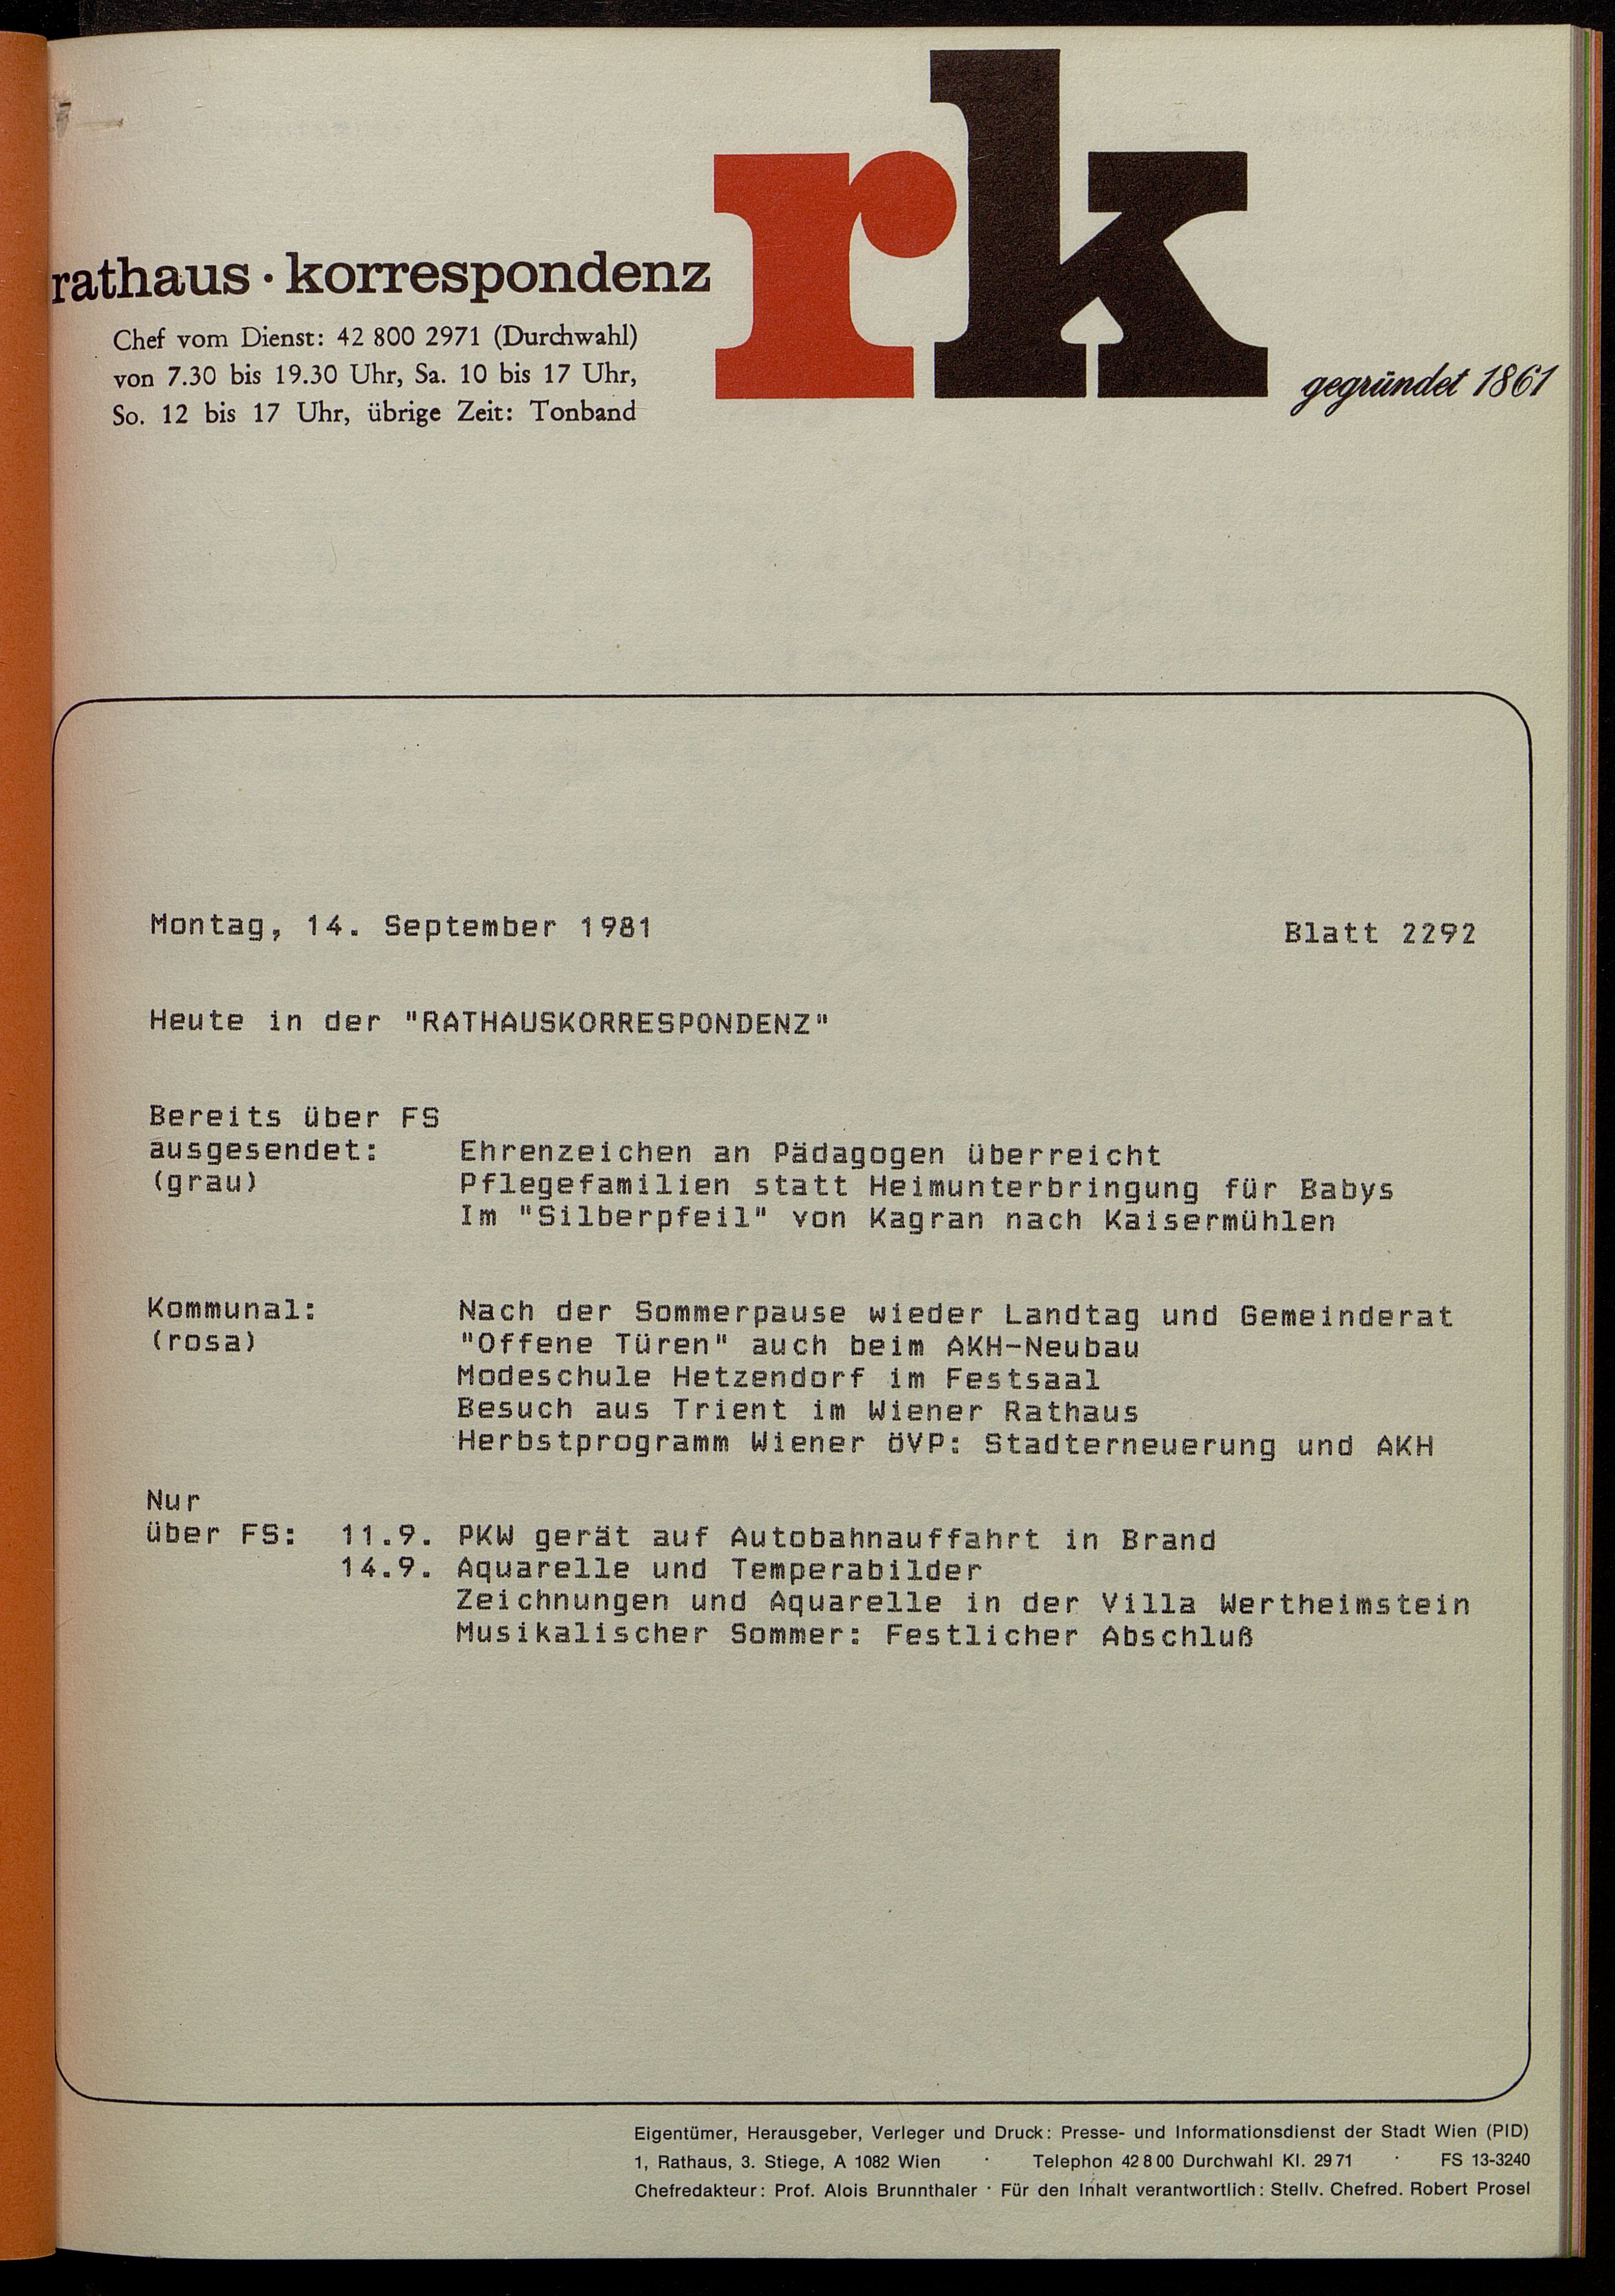 rk
rathaus · korrespondenz
Chef vom Dienst: 42 800 2971 (Durchwahl)
von 7.30 bis 19.30 Uhr, Sa. 10 bis 17 Uhr,
So. 12 bis 17 Uhr, übrige Zeit: Tonband
gegründet 1861
Montag, 14. September 1981 Blatt 2292
Heute in der "RATHAUSKORRESPONDENZ"
Bereits über FS
ausgesendet: Ehrenzeichen an Pädagogen überreicht
(grau) Pflegefamilien statt Heimunterbringung für Babys
Im "Silberpfeil" von Kagran nach Kaisermühlen
Kommunal: Nach der Sommerpause wieder Landtag und Gemeinderat
(rosa) "Offene Türen" auch beim AKH-Neubau
Modeschule Hetzendorf im Festsaal
Besuch aus Trient im Wiener Rathaus
Herbstprogramm Wiener ÖVP: Stadterneuerung und AKH
Nur
über FS: 11.9. PKW gerät auf Autobahnauffahrt in Brand
14.9. Aquarelle und Temperabilder
Zeichnungen und Aquarelle in der Villa Wertheimstein
Musikalischer Sommer: Festlicher Abschluß
Eigentümer, Herausgeber, Verleger und Druck: Presse- und Informationsdienst der Stadt Wien (PID)
1, Rathaus, 3. Stiege, A 1082 Wien · Telephon 42 8 00 Durchwahl Kl. 29 71 · FS 13-3240
Chefredakteur: Prof. Alois Brunnthaler · Für den Inhalt verantwortlich: Stellv. Chefred. Robert Prosel